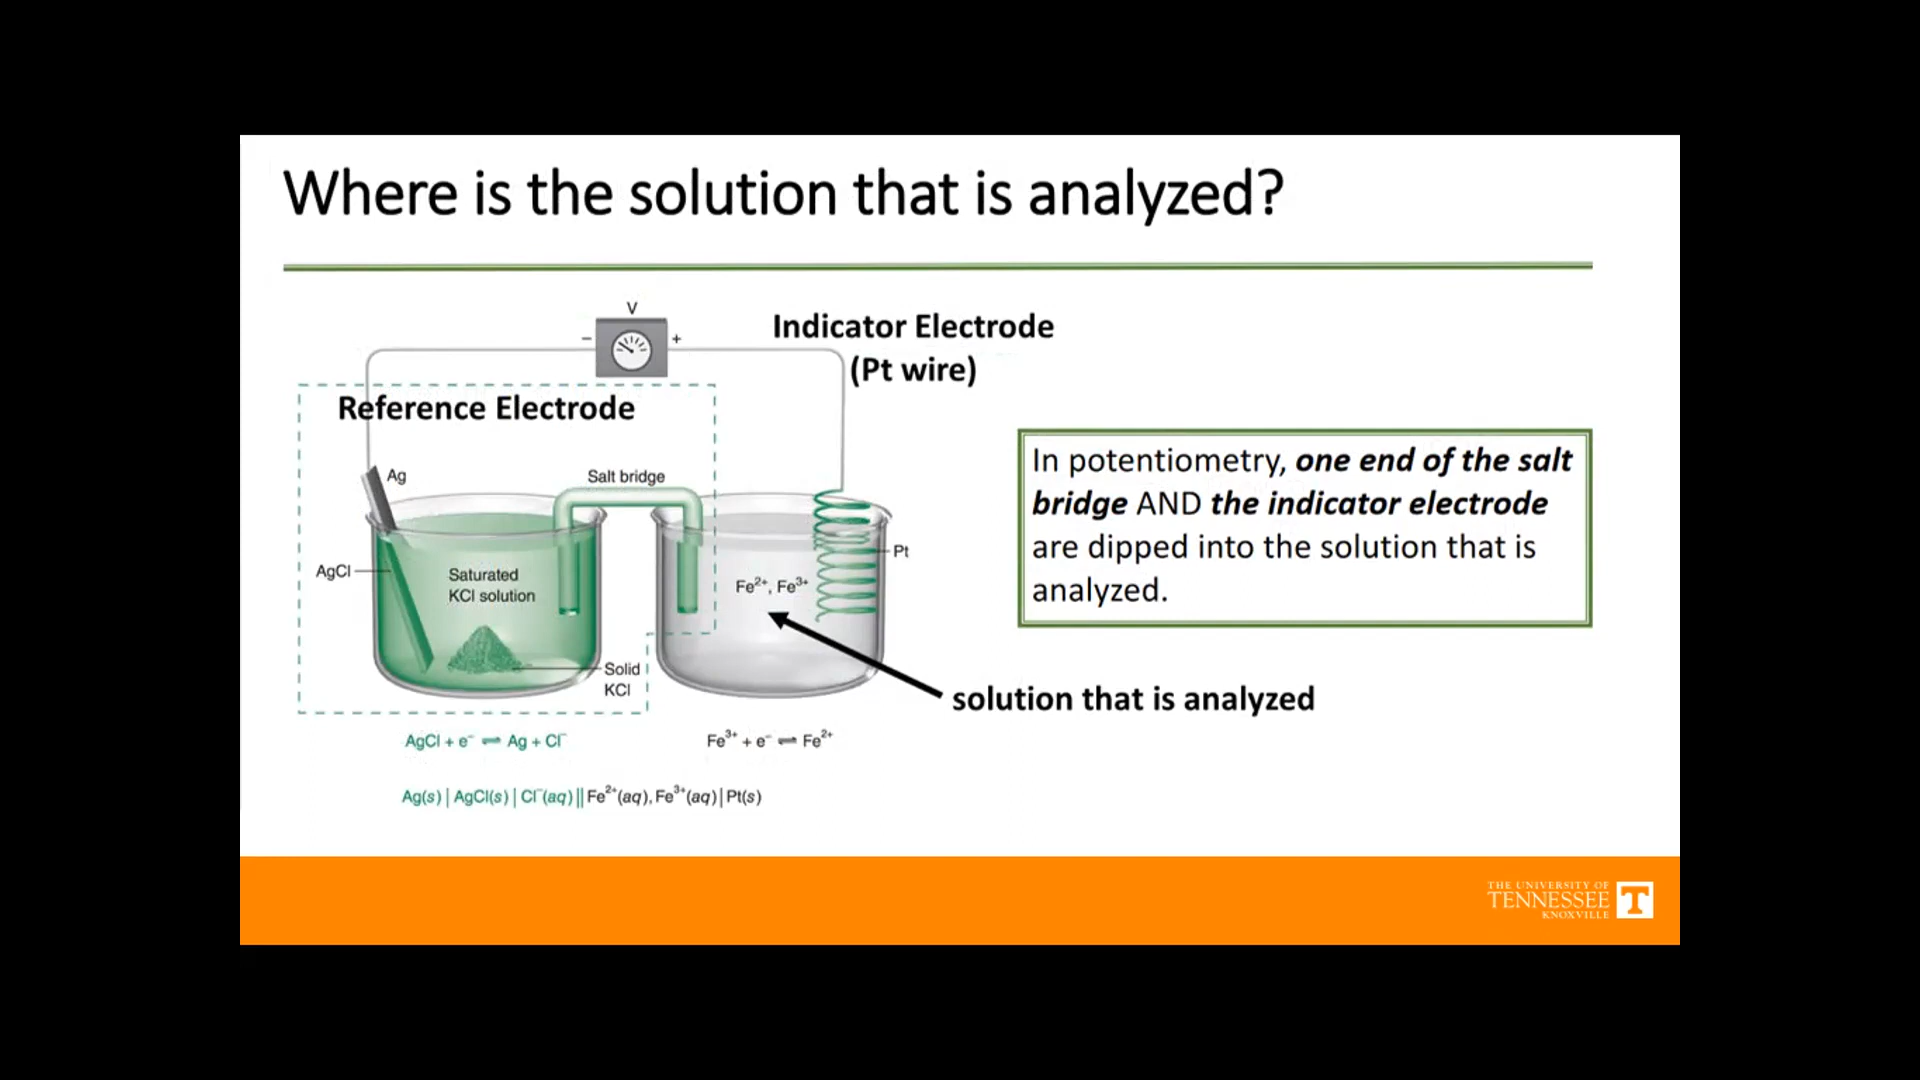 Where is the solution that is analyzed?
V
− +
Indicator Electrode
(Pt wire)
Reference Electrode
Ag
Salt bridge
AgCl
Saturated
KCl solution
Fe²⁺, Fe³⁺
Pt
Solid
KCl
In potentiometry, one end of the salt
bridge AND the indicator electrode
are dipped into the solution that is
analyzed.
solution that is analyzed
AgCl + e⁻ ⇌ Ag + Cl⁻
Fe³⁺ + e⁻ ⇌ Fe²⁺
Ag(s) | AgCl(s) | Cl⁻(aq) || Fe²⁺(aq), Fe³⁺(aq) | Pt(s)
THE UNIVERSITY OF
TENNESSEE
KNOXVILLE
T